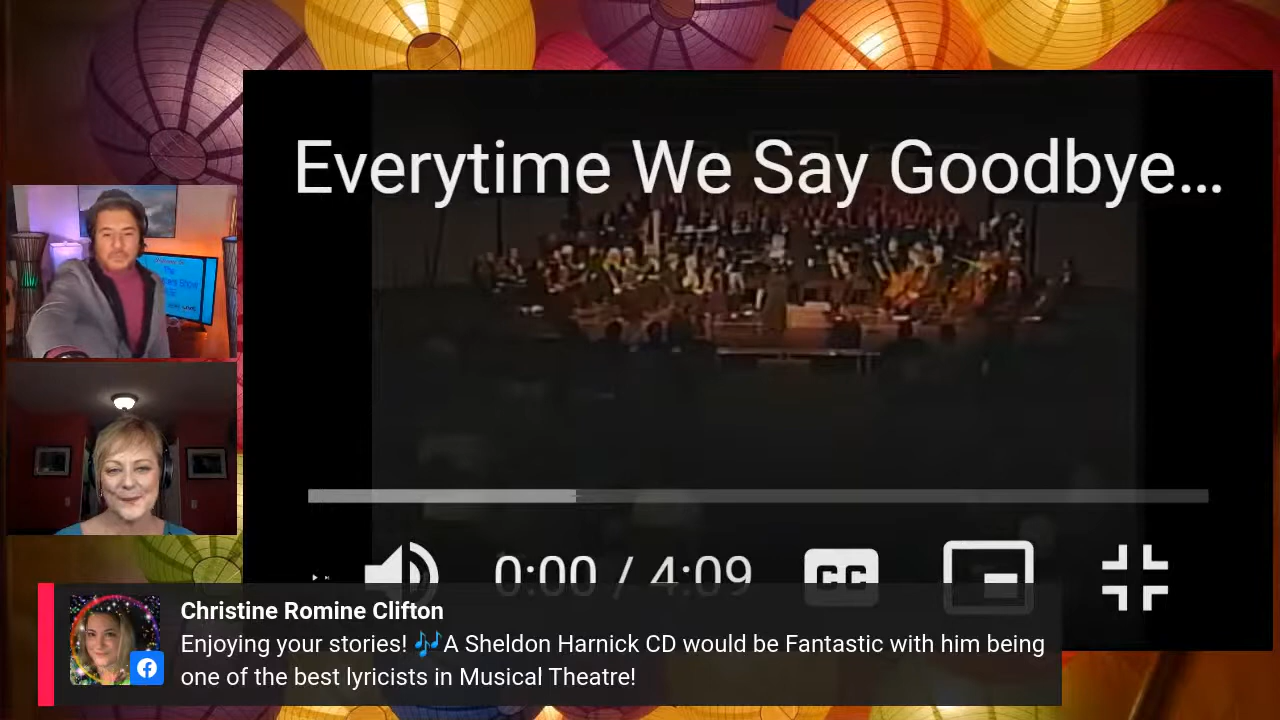 Everytime We Say Goodbye...
0:00 / 4:09
CC
Christine Romine Clifton
Enjoying your stories! 🎶A Sheldon Harnick CD would be Fantastic with him being
one of the best lyricists in Musical Theatre!